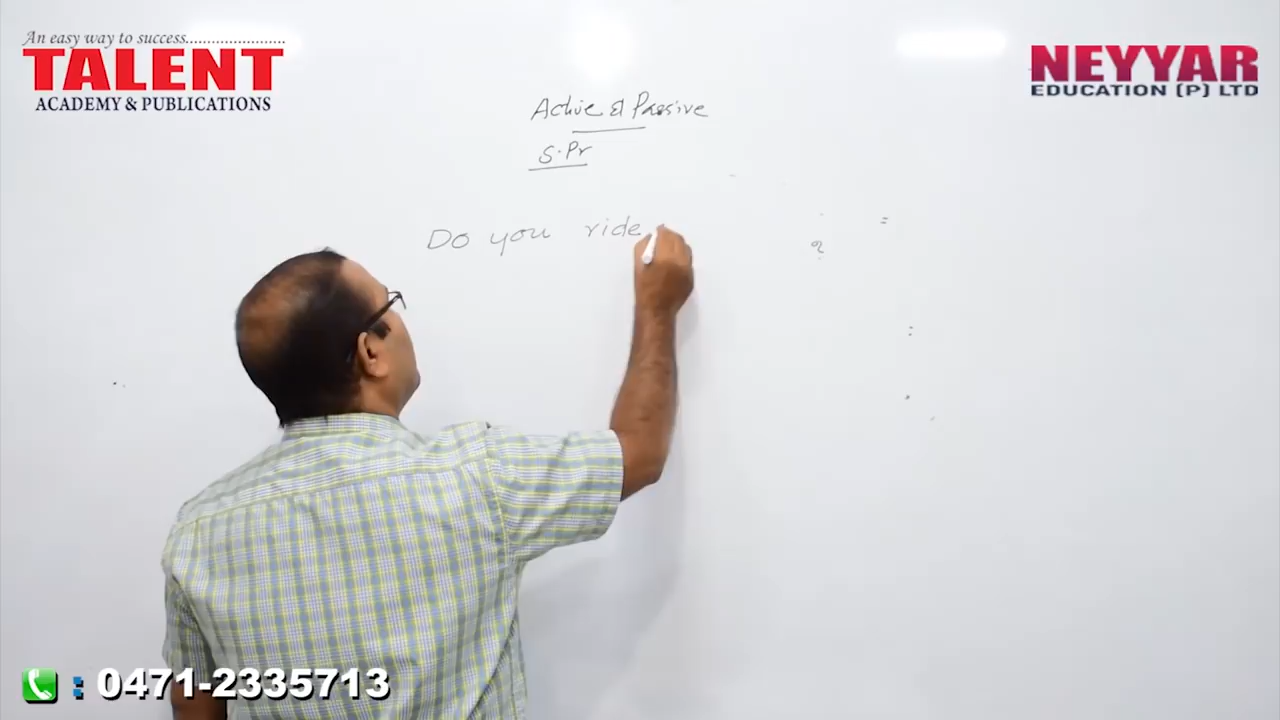 An easy way to success........................
TALENT
ACADEMY & PUBLICATIONS
NEYYAR
EDUCATION (P) LTD
Active & Passive
S.Pr
Do you ride
?
: 0471-2335713